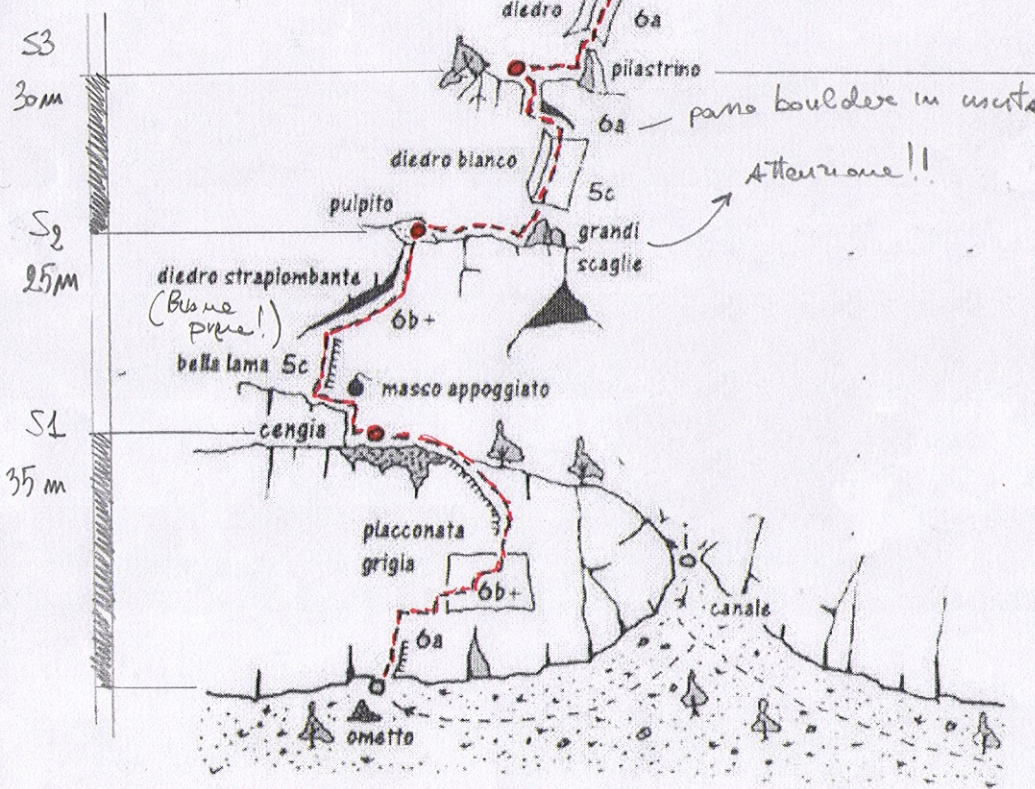 diedro
6a
S3
pilastrino
30m
6a
passo boulder in uscita
diedro bianco
Attenzione!!
5c
pulpito
S2
grandi
scaglie
25m
diedro strapiombante
(Buone
prese!)
6b+
bella lama 5c
masso appoggiato
S1
cengia
35 m
placconata
grigia
6b+
canale
6a
ometto